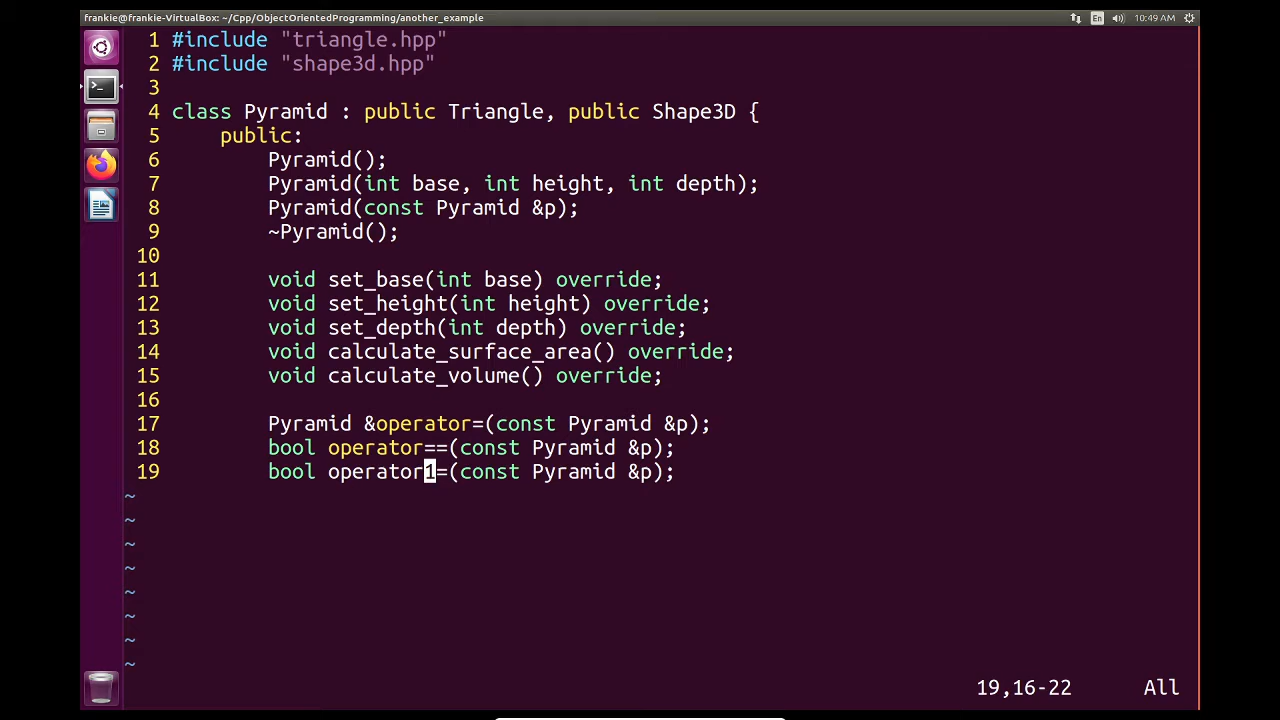 frankie@frankie-VirtualBox: ~/Cpp/ObjectOrientedProgramming/another_example En 10:49 AM
1 #include "triangle.hpp"
2 #include "shape3d.hpp"
3
4 class Pyramid : public Triangle, public Shape3D {
5     public:
6         Pyramid();
7         Pyramid(int base, int height, int depth);
8         Pyramid(const Pyramid &p);
9         ~Pyramid();
10
11         void set_base(int base) override;
12         void set_height(int height) override;
13         void set_depth(int depth) override;
14         void calculate_surface_area() override;
15         void calculate_volume() override;
16
17         Pyramid &operator=(const Pyramid &p);
18         bool operator==(const Pyramid &p);
19         bool operator1=(const Pyramid &p);
~
~
~
~
~
~
~
~
19,16-22 All